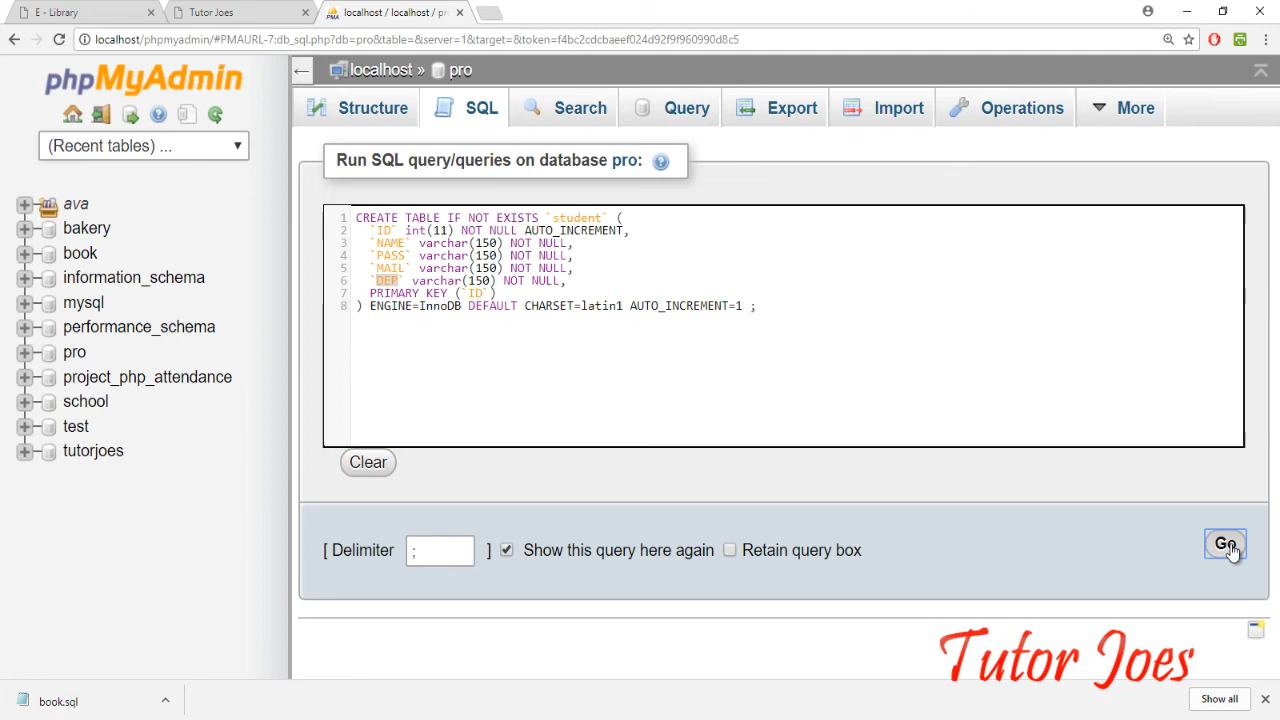 E - Library
Tutor Joes
localhost / localhost / pr
localhost/phpmyadmin/#PMAURL-7:db_sql.php?db=pro&table=&server=1&target=&token=f4bc2cdcbaeef024d92f9f960990d8c5
phpMyAdmin
(Recent tables) ...
ava
bakery
book
information_schema
mysql
performance_schema
pro
project_php_attendance
school
test
tutorjoes
localhost » pro
Structure
SQL
Search
Query
Export
Import
Operations
More
Run SQL query/queries on database pro:
1 CREATE TABLE IF NOT EXISTS `student` (
2 `ID` int(11) NOT NULL AUTO_INCREMENT,
3 `NAME` varchar(150) NOT NULL,
4 `PASS` varchar(150) NOT NULL,
5 `MAIL` varchar(150) NOT NULL,
6 `DEP` varchar(150) NOT NULL,
7 PRIMARY KEY (`ID`)
8 ) ENGINE=InnoDB DEFAULT CHARSET=latin1 AUTO_INCREMENT=1 ;
Clear
[ Delimiter ; ] Show this query here again Retain query box
Go
Tutor Joes
book.sql
Show all